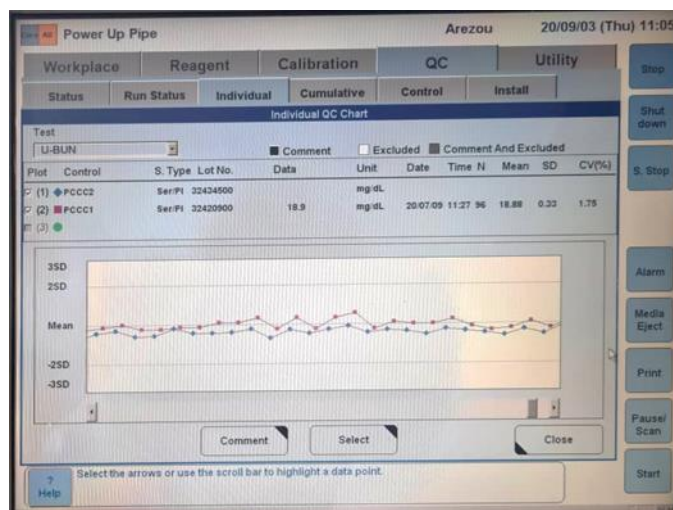 All Power Up Pipe Arezou 20/09/03 (Thu) 11:05
Workplace Reagent Calibration QC Utility
Stop
Status Run Status Individual Cumulative Control Install
Individual QC Chart
Shut down
Test
U-BUN
Comment Excluded Comment And Excluded
Plot Control S. Type Lot No. Data Unit Date Time N Mean SD CV(%)
S. Stop
(1) PCCC2 Ser/Pl 32434500 mg/dL
(2) PCCC1 Ser/Pl 32420900 18.9 mg/dL 20/07/09 11:27 96 18.88 0.33 1.75
(3)
3SD
2SD
Mean
-2SD
-3SD
Alarm
Media Eject
Print
Pause/ Scan
Comment Select Close
Start
? Help
Select the arrows or use the scroll bar to highlight a data point.